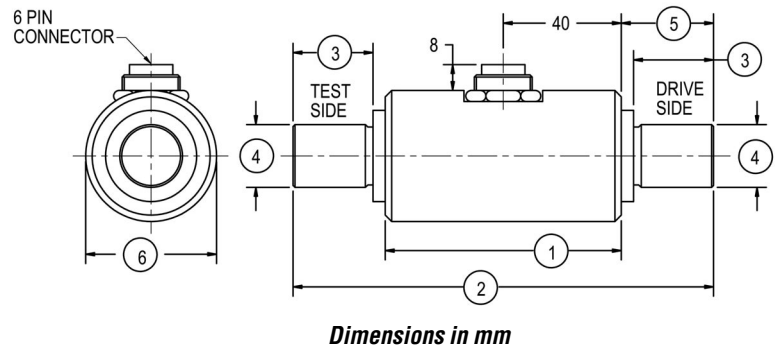 6 PIN
CONNECTOR
8
40
5
3
3
TEST
SIDE
DRIVE
SIDE
4
4
6
1
2
Dimensions in mm